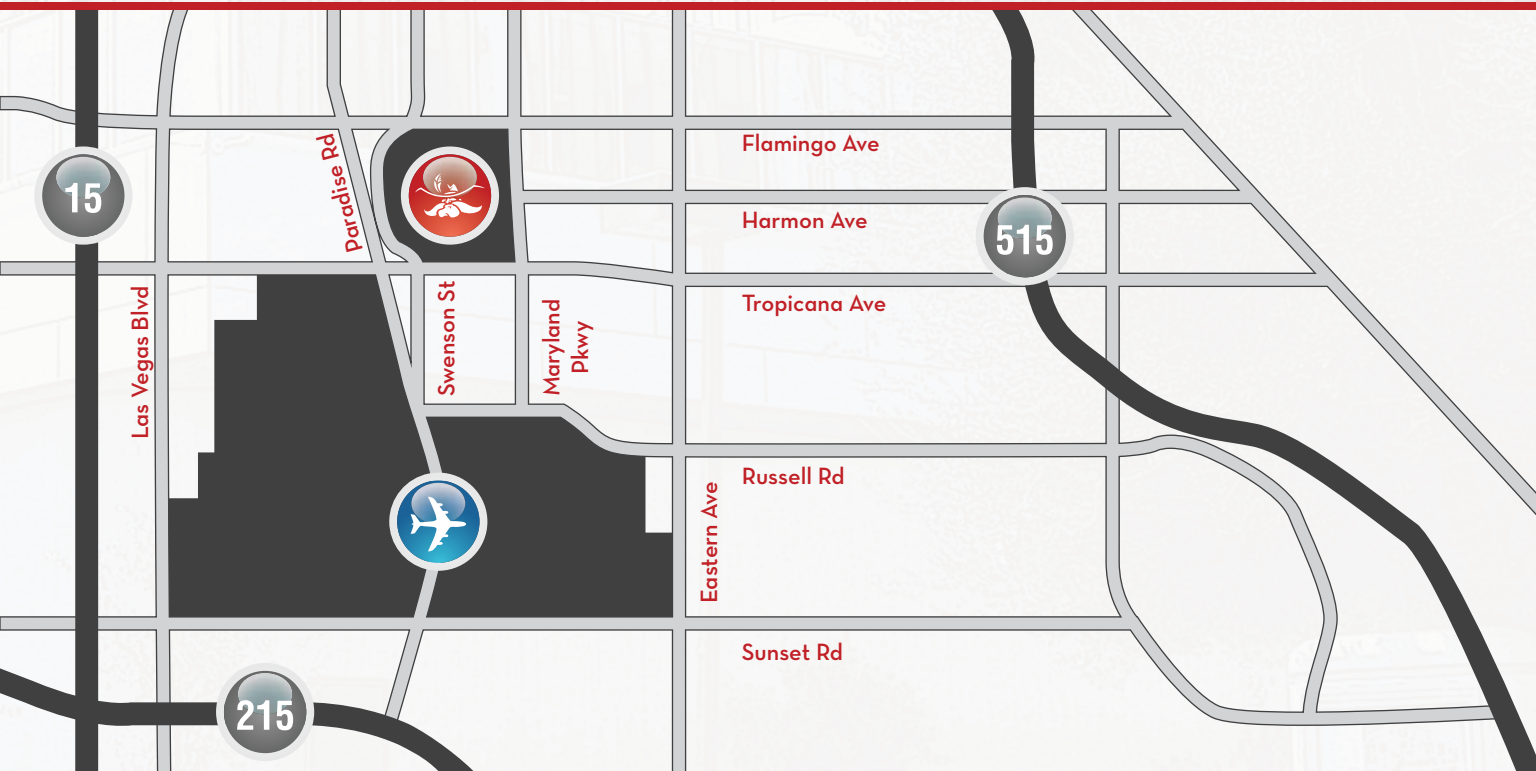 Flamingo Ave
Paradise Rd
15
Harmon Ave
515
Las Vegas Blvd
Swenson St
Maryland
Pkwy
Tropicana Ave
Russell Rd
Eastern Ave
Sunset Rd
215